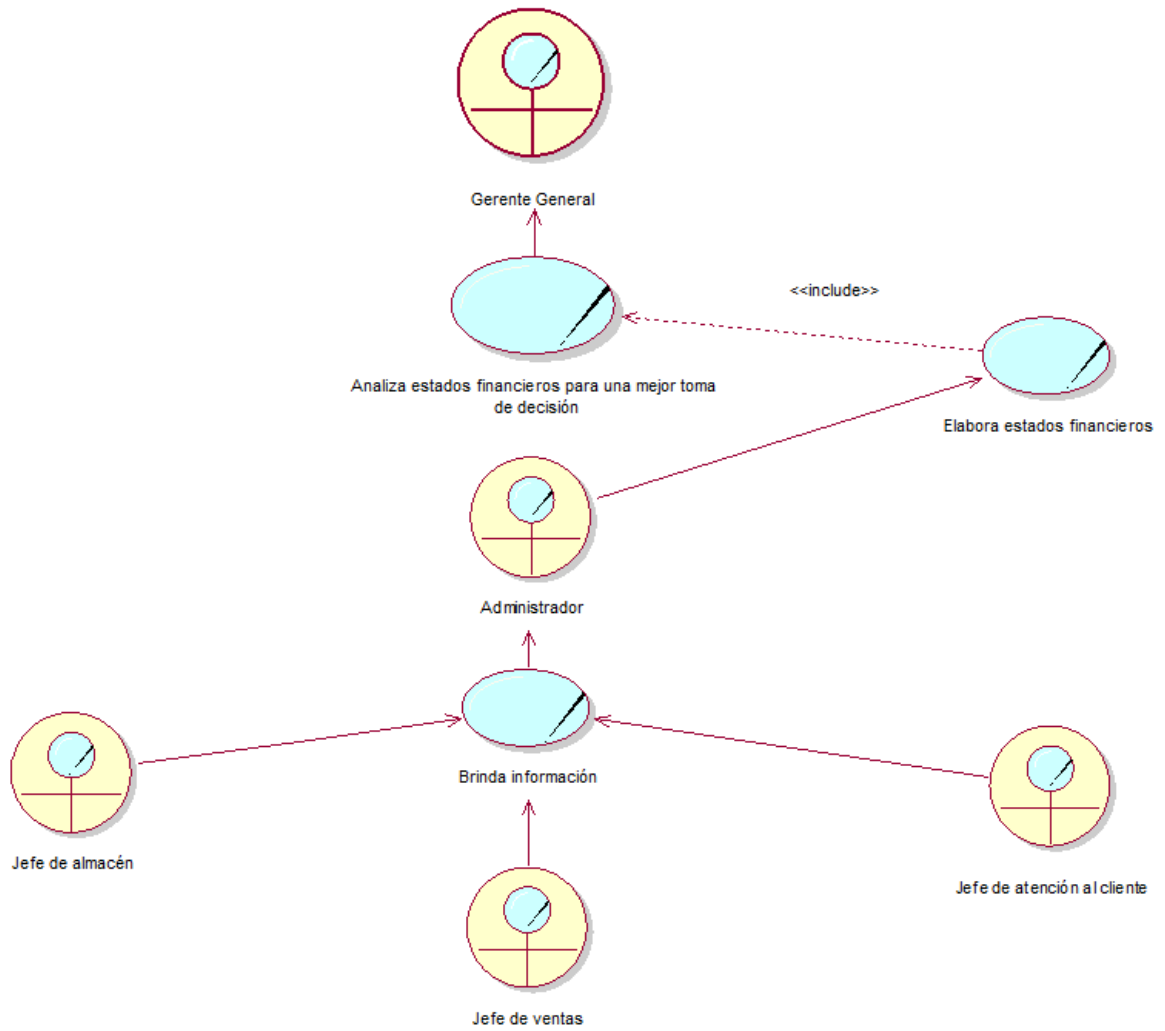 Gerente General
<<include>>
Analiza estados financieros para una mejor toma
de decisión
Elabora estados financieros
Administrador
Brinda información
Jefe de almacén
Jefe de atención al cliente
Jefe de ventas